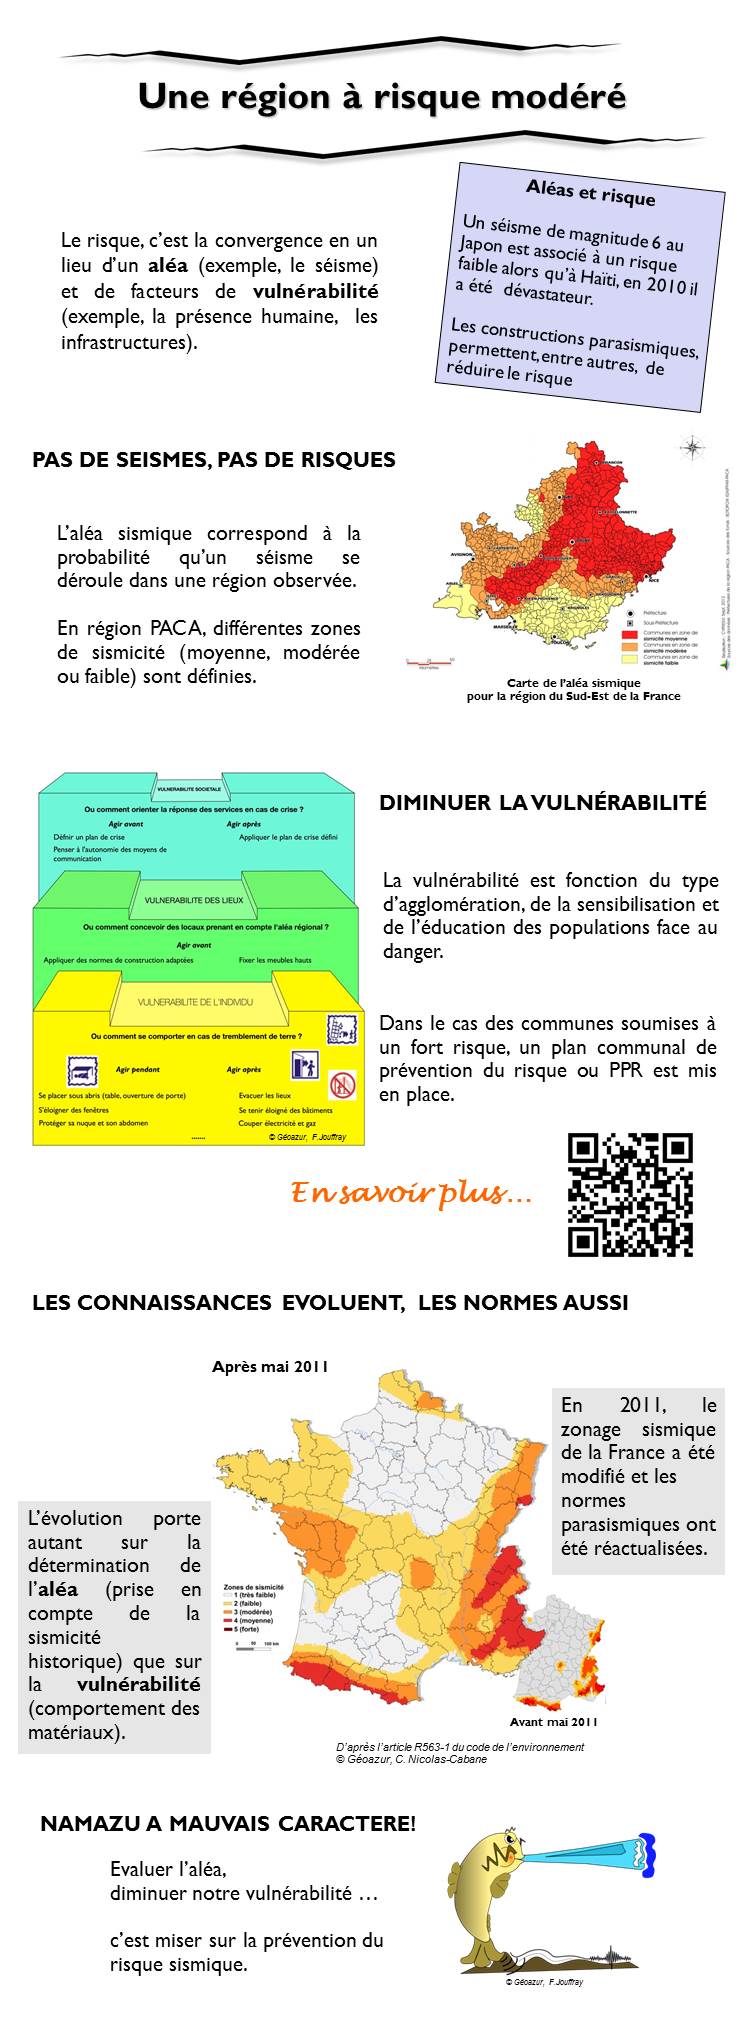 Une région à risque modéré
Le risque, c’est la convergence en un
lieu d’un aléa (exemple, le séisme)
et de facteurs de vulnérabilité
(exemple, la présence humaine, les
infrastructures).
Aléas et risque
Un séisme de magnitude 6 au
Japon est associé à un risque
faible alors qu’à Haïti, en 2010 il
a été dévastateur.
Les constructions parasismiques,
permettent, entre autres, de
réduire le risque
PAS DE SEISMES, PAS DE RISQUES
L’aléa sismique correspond à la
probabilité qu’un séisme se
déroule dans une région observée.
En région PACA, différentes zones
de sismicité (moyenne, modérée
ou faible) sont définies.
AVIGNON
ARLES
MARSEILLE
TOULON
NICE
Préfecture
Sous-Préfecture
Communes en zone de
sismicité moyenne
Communes en zone de
sismicité modérée
Communes en zone de
sismicité faible
Carte de l’aléa sismique
pour la région du Sud-Est de la France
VULNERABILITE SOCIETALE
Ou comment orienter la réponse des services en cas de crise ?
Agir avant
Agir après
Définir un plan de crise
Appliquer le plan de crise défini
Penser à l'autonomie des moyens de
communication
VULNERABILITE DES LIEUX
Ou comment concevoir des locaux prenant en compte l'aléa régional ?
Agir avant
Appliquer des normes de construction adaptées
Fixer les meubles hauts
VULNERABILITE DE L'INDIVIDU
Ou comment se comporter en cas de tremblement de terre ?
Agir pendant
Agir après
Se placer sous abris (table, ouverture de porte)
Evacuer les lieux
S'éloigner des fenêtres
Se tenir éloigné des bâtiments
Protéger sa nuque et son abdomen
Couper électricité et gaz
.......
© Géoazur, F.Jouffray
DIMINUER LA VULNÉRABILITÉ
La vulnérabilité est fonction du type
d’agglomération, de la sensibilisation et
de l’éducation des populations face au
danger.
Dans le cas des communes soumises à
un fort risque, un plan communal de
prévention du risque ou PPR est mis
en place.
En savoir plus…
LES CONNAISSANCES EVOLUENT, LES NORMES AUSSI
Après mai 2011
En 2011, le
zonage sismique
de la France a été
modifié et les
normes
parasismiques ont
été réactualisées.
L’évolution porte
autant sur la
détermination de
l’aléa (prise en
compte de la
sismicité
historique) que sur
la vulnérabilité
(comportement des
matériaux).
Zones de sismicité
1 (très faible)
2 (faible)
3 (modérée)
4 (moyenne)
5 (forte)
0 50 100 km
Avant mai 2011
D’après l’article R563-1 du code de l’environnement
© Géoazur, C. Nicolas-Cabane
NAMAZU A MAUVAIS CARACTERE!
Evaluer l’aléa,
diminuer notre vulnérabilité …
c’est miser sur la prévention du
risque sismique.
© Géoazur, F.Jouffray